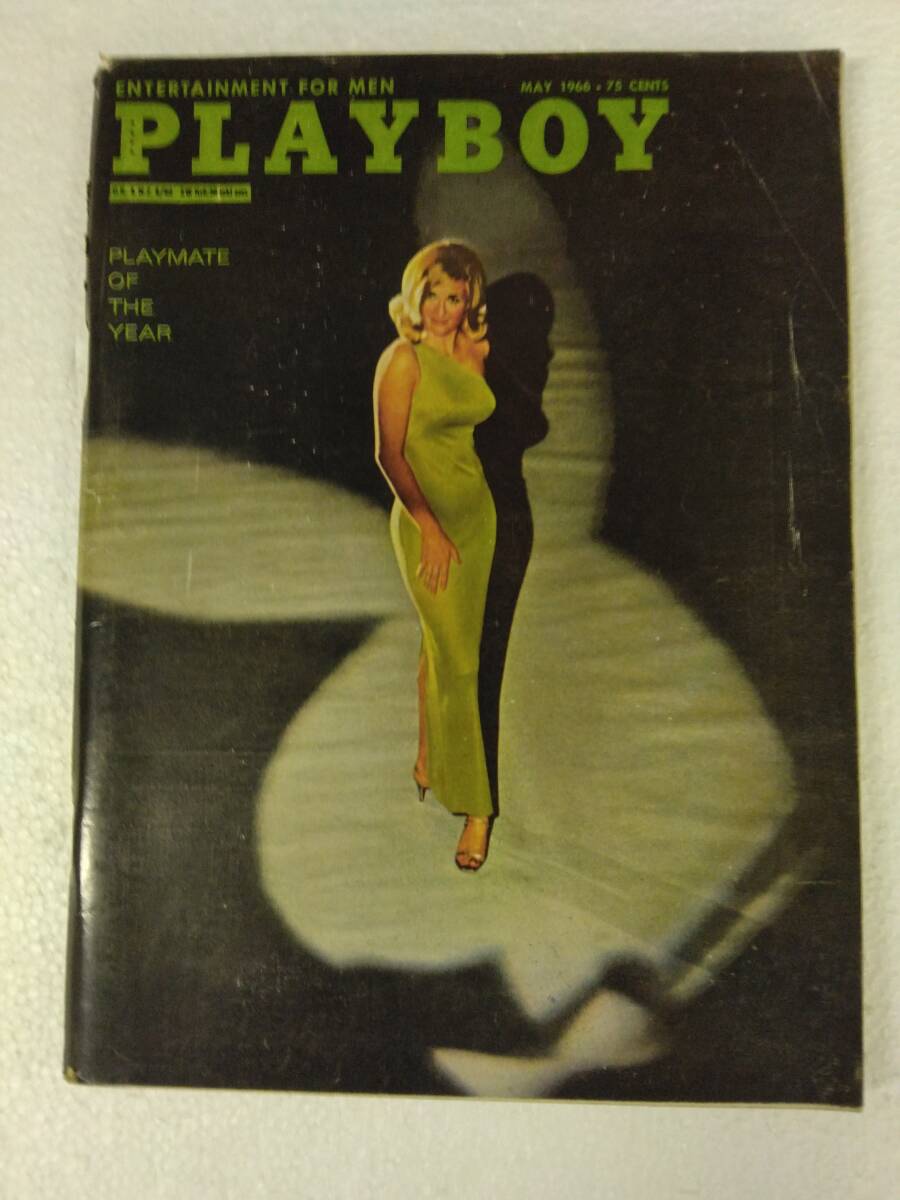 ENTERTAINMENT FOR MEN
MAY 1966 • 75 CENTS
PLAYBOY
PLAYMATE
OF
THE
YEAR